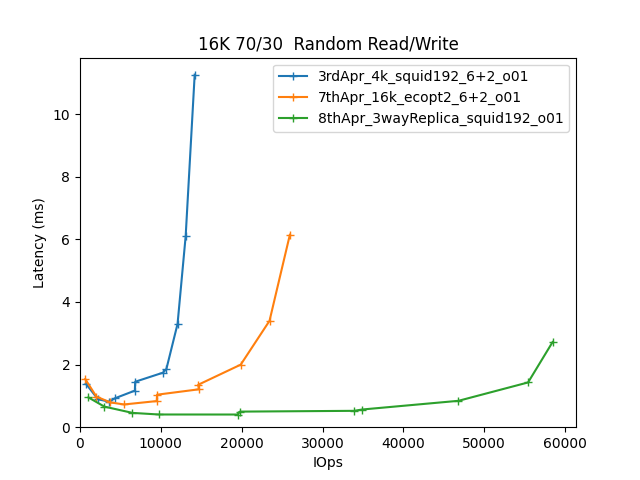 16K 70/30  Random Read/Write
3rdApr_4k_squid192_6+2_o01
7thApr_16k_ecopt2_6+2_o01
8thApr_3wayReplica_squid192_o01
Latency (ms)
10
8
6
4
2
0
0 10000 20000 30000 40000 50000 60000
IOps